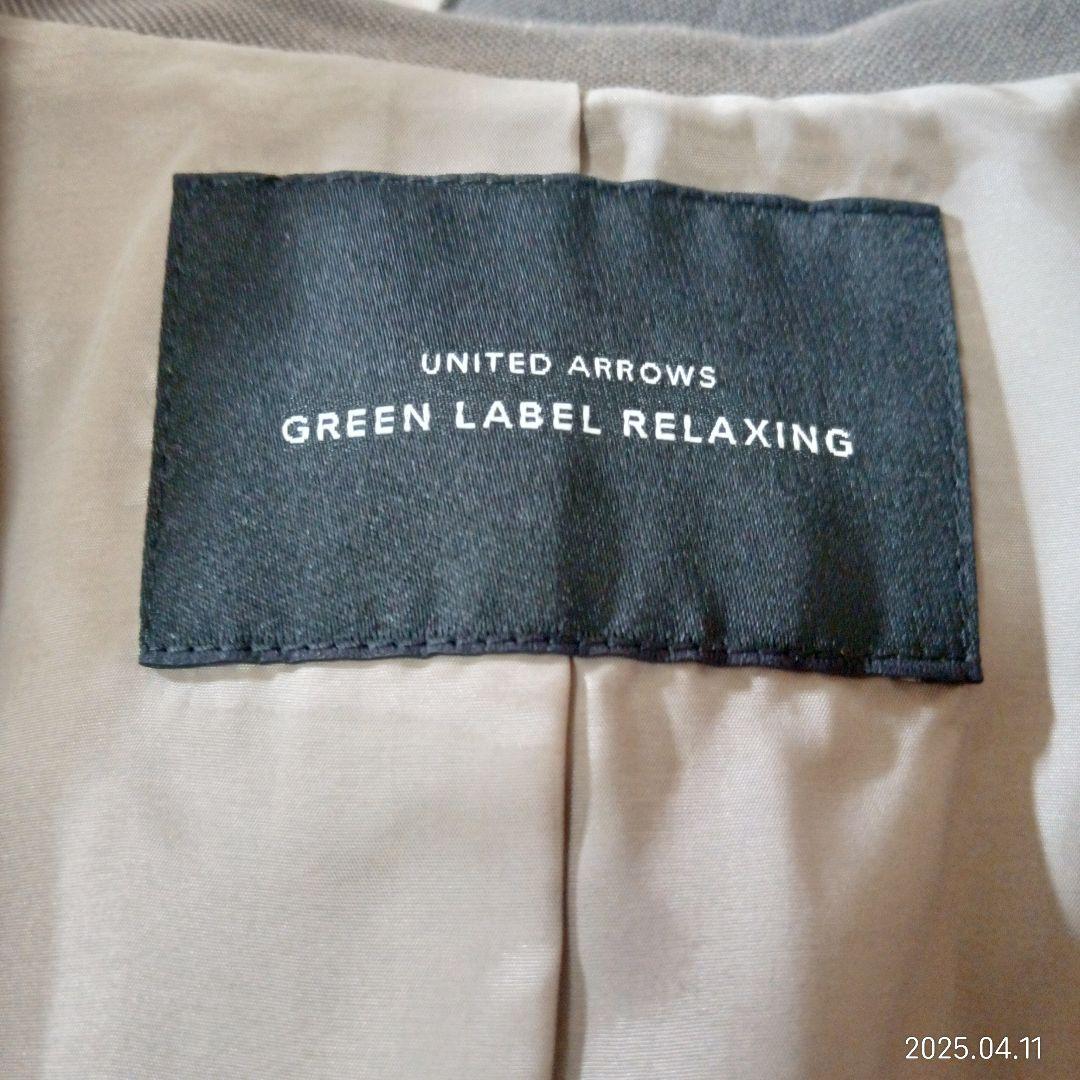 UNITED ARROWS
GREEN LABEL RELAXING
2025.04.11